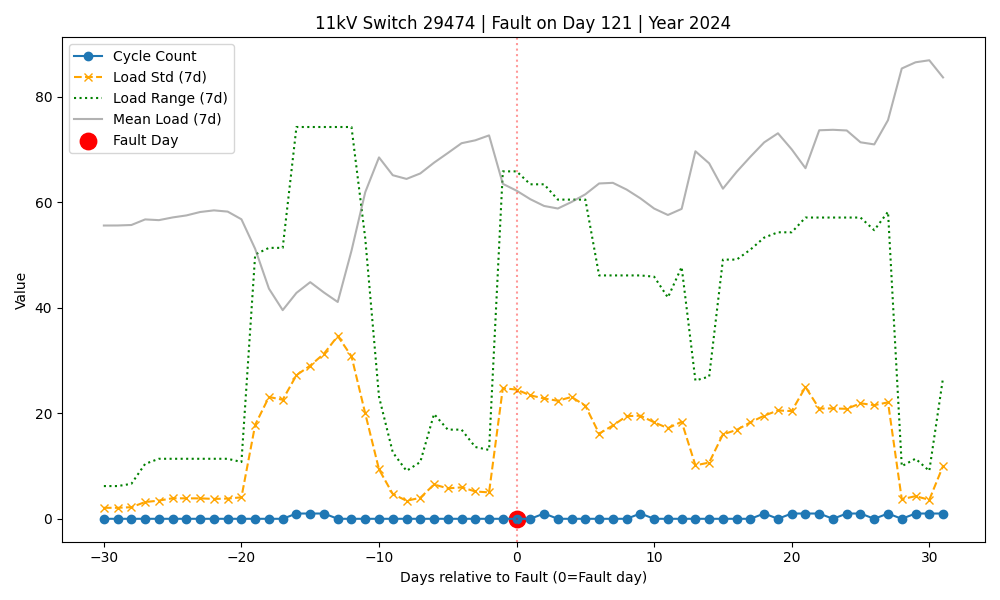 11kV Switch 29474 | Fault on Day 121 | Year 2024
Cycle Count
Load Std (7d)
Load Range (7d)
Mean Load (7d)
Fault Day
Value
80
60
40
20
0
−30
−20
−10
0
10
20
30
Days relative to Fault (0=Fault day)